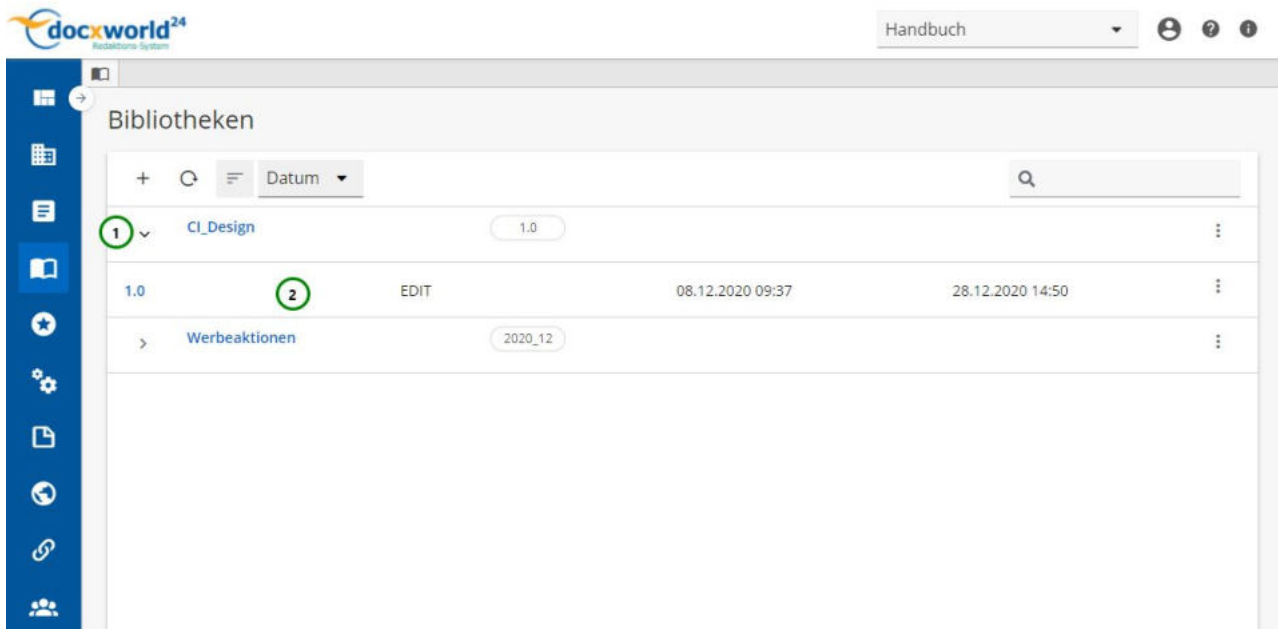 docxworld24
Redaktions-System
Handbuch
Bibliotheken
Datum
1
CI_Design
1.0
1.0
2
EDIT
08.12.2020 09:37
28.12.2020 14:50
Werbeaktionen
2020_12